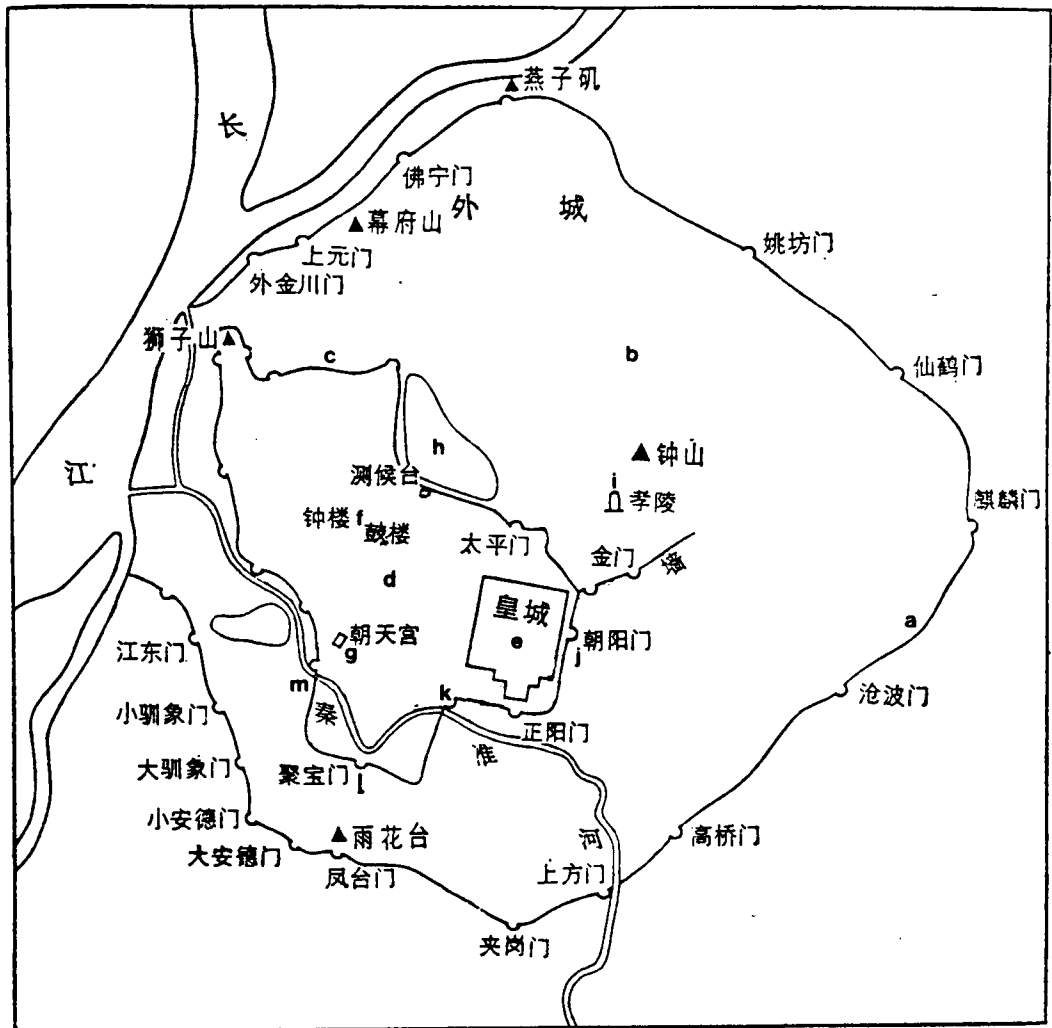 燕子矶
长
佛宁门
外城
幕府山
上元门
姚坊门
外金川门
狮子山
c
b
仙鹤门
h
钟山
江
测候台
i
孝陵
麒麟门
钟楼
f
鼓楼
太平门
金门
墙
d
皇城
e
朝天宫
g
朝阳门
j
a
江东门
m
k
沧波门
秦
小驯象门
正阳门
淮
大驯象门
聚宝门
l
小安德门
雨花台
河
高桥门
大安德门
凤台门
上方门
夹岗门